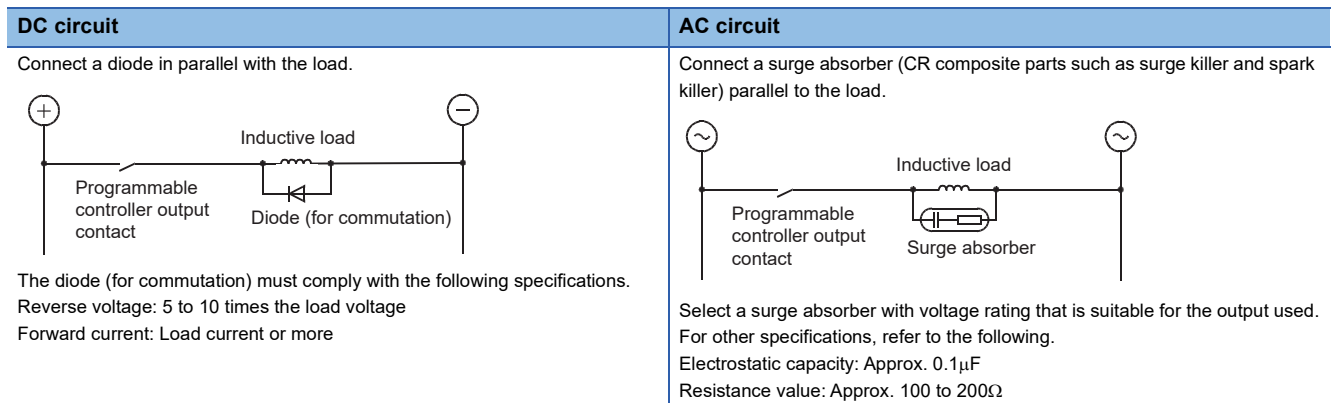 DC circuit
Connect a diode in parallel with the load.
+
−
Inductive load
Programmable
controller output
contact
Diode (for commutation)
The diode (for commutation) must comply with the following specifications.
Reverse voltage: 5 to 10 times the load voltage
Forward current: Load current or more
AC circuit
Connect a surge absorber (CR composite parts such as surge killer and spark
killer) parallel to the load.
~
~
Inductive load
Programmable
controller output
contact
Surge absorber
Select a surge absorber with voltage rating that is suitable for the output used.
For other specifications, refer to the following.
Electrostatic capacity: Approx. 0.1μF
Resistance value: Approx. 100 to 200Ω